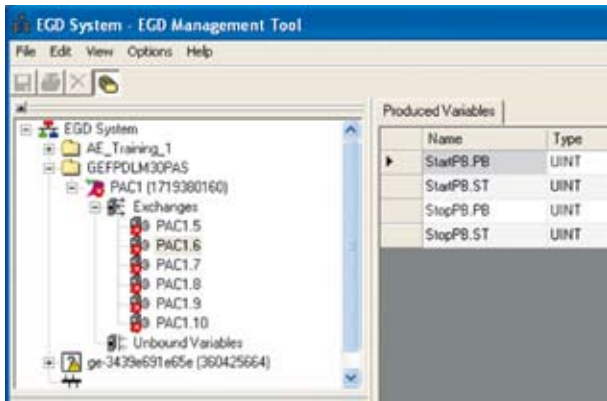 EGD System - EGD Management Tool
File Edit View Options Help
EGD System
AE_Training_1
GEFPDLM30PAS
PAC1 (1719380160)
Exchanges
PAC1.5
PAC1.6
PAC1.7
PAC1.8
PAC1.9
PAC1.10
Unbound Variables
ge-3439e691e65e (360425664)
Produced Variables
Name Type
StartPB.PB UINT
StartPB.ST UINT
StopPB.PB UINT
StopPB.ST UINT